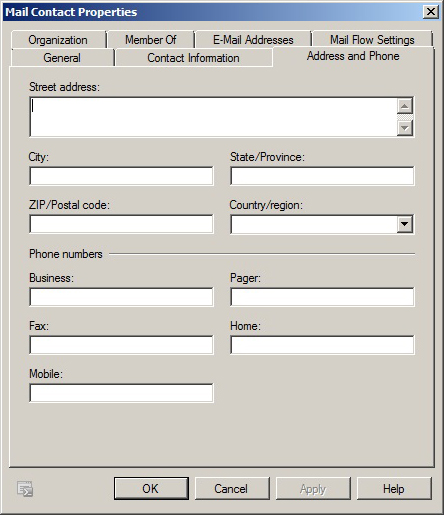 Mail Contact Properties
Organization Member Of E-Mail Addresses Mail Flow Settings
General Contact Information Address and Phone
Street address:
City: State/Province:
ZIP/Postal code: Country/region:
Phone numbers
Business: Pager:
Fax: Home:
Mobile:
OK Cancel Apply Help